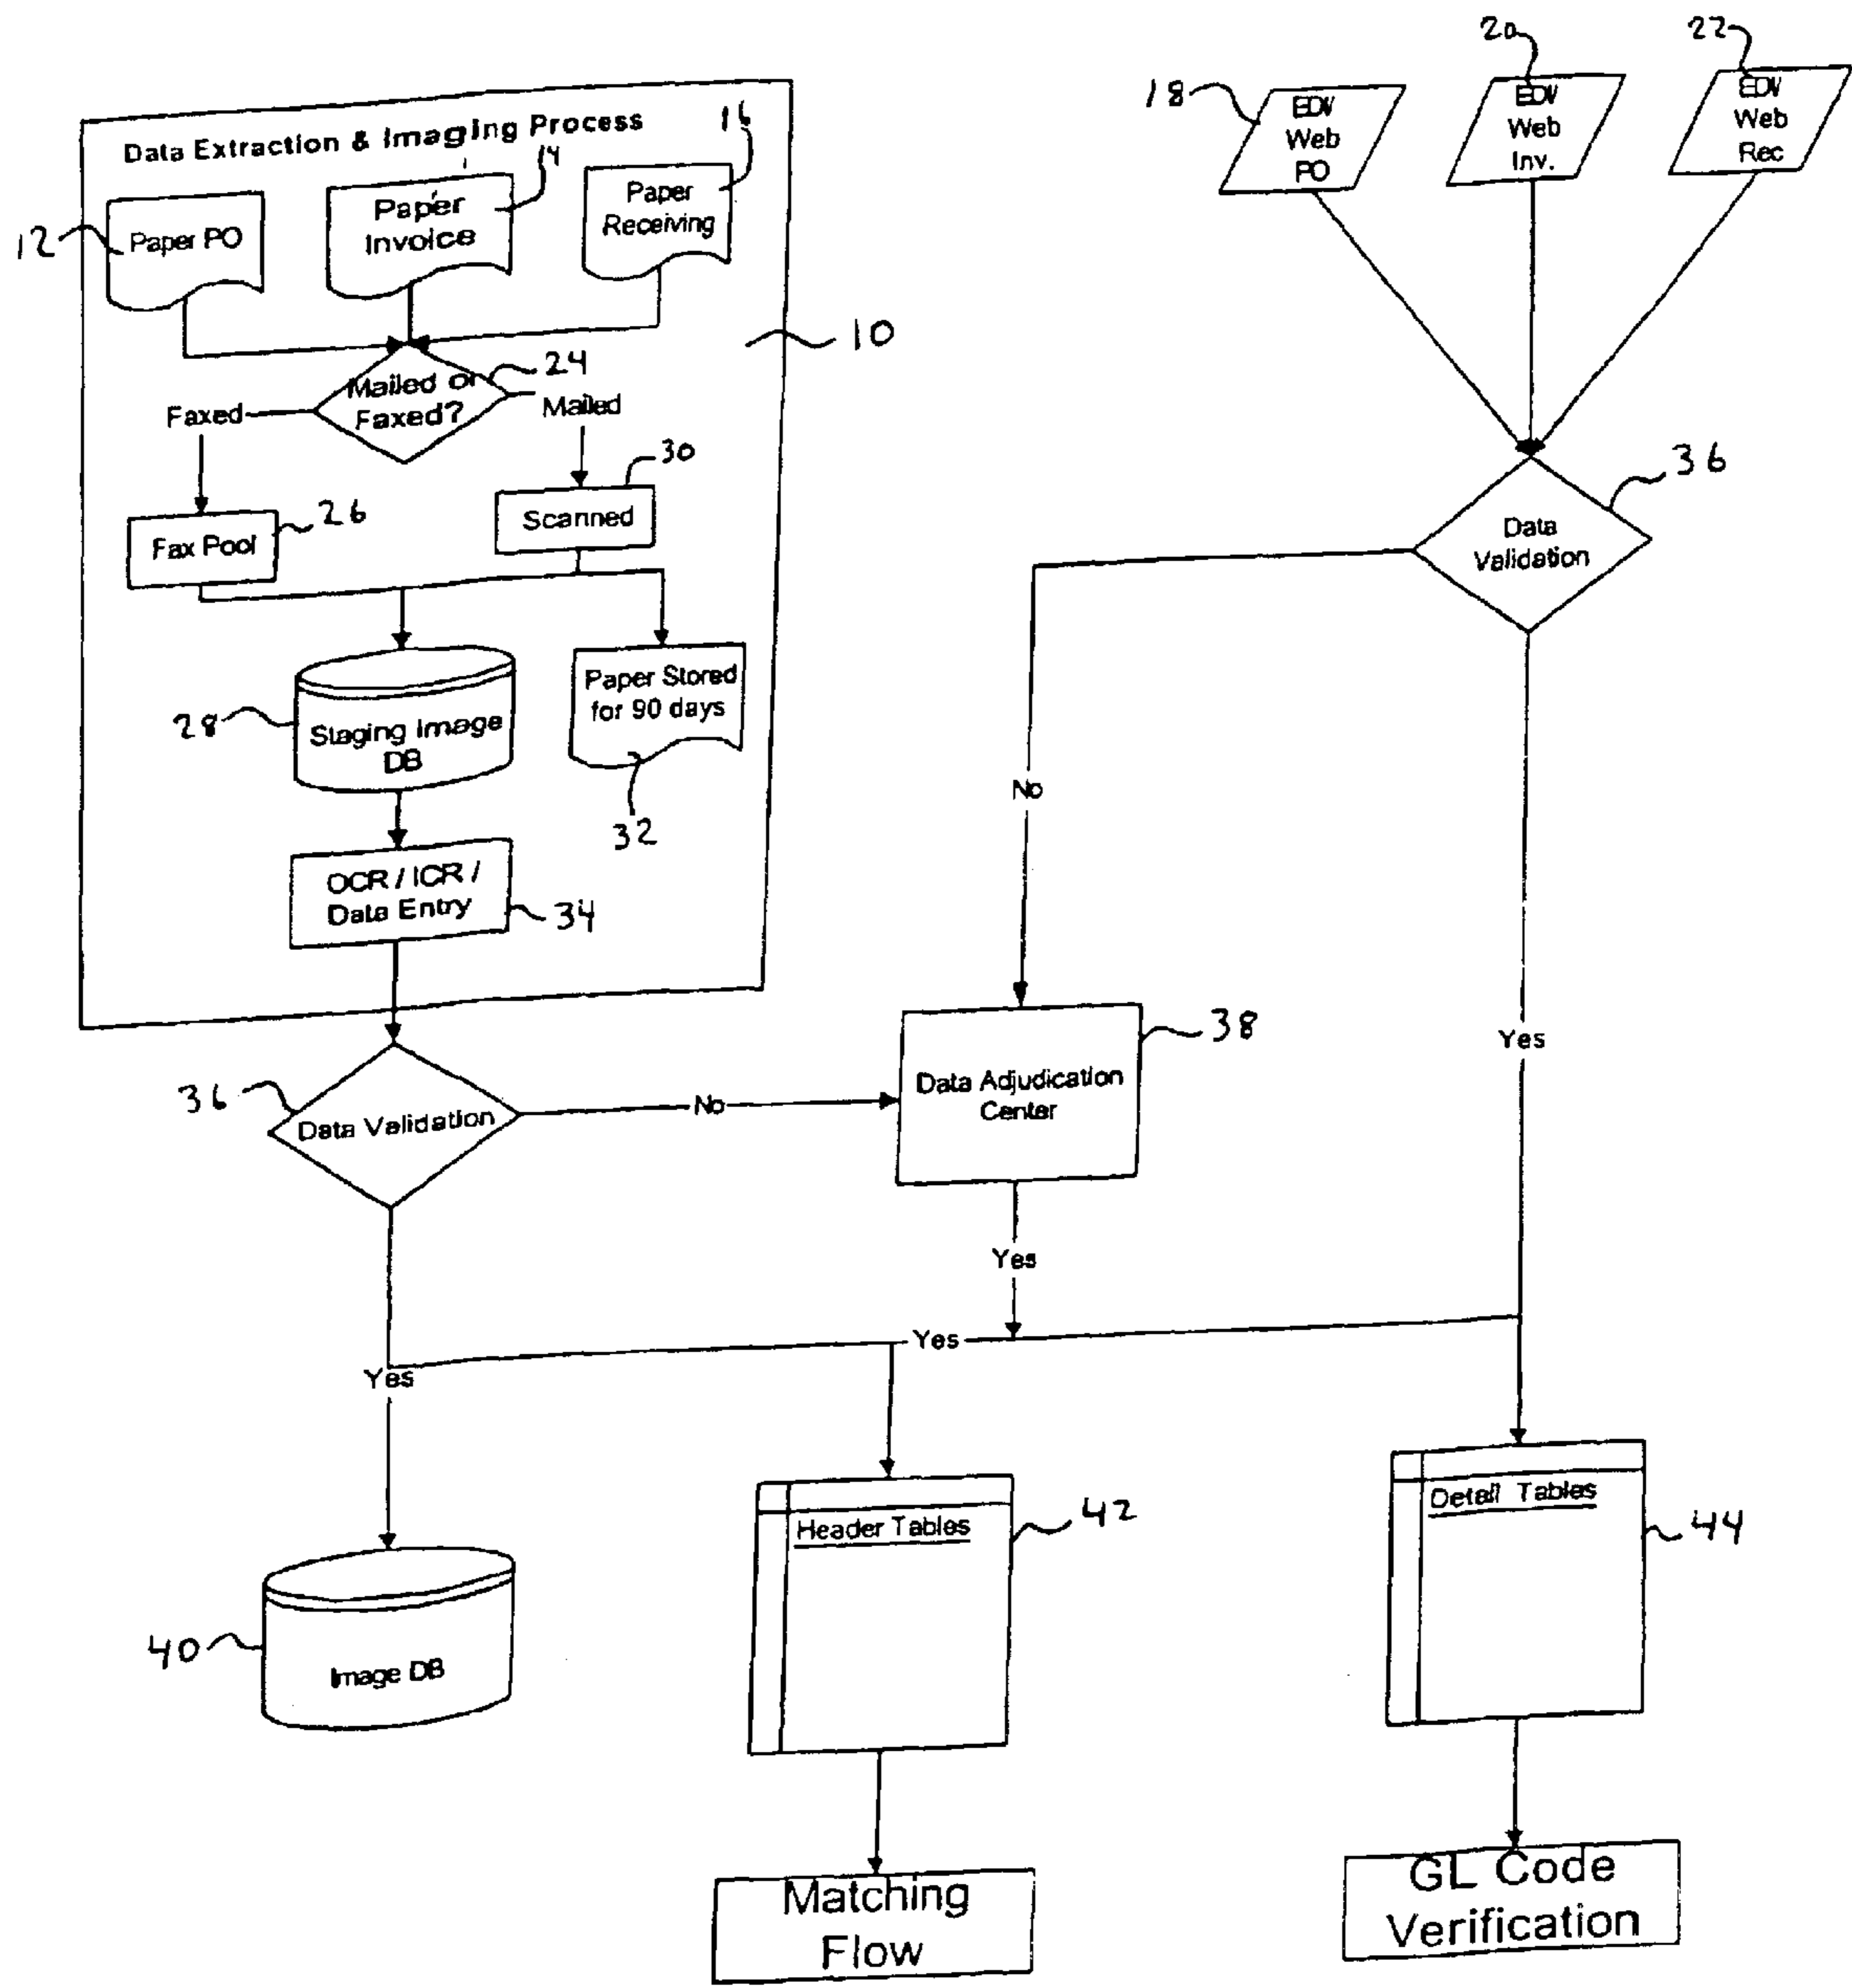 20
22
18
EDI/
Web
PO
EDI/
Web
Inv.
EDI/
Web
Rec
Data Extraction & Imaging Process
16
14
12
Paper PO
Paper
Invoice
Paper
Receiving
10
24
Mailed or
Faxed?
Faxed
Mailed
30
36
26
Scanned
Fax Pool
Data
Validation
28
Staging Image
DB
Paper Stored
for 90 days
32
No
OCR / ICR /
Data Entry
34
38
Yes
36
Data Validation
No
Data Adjudication
Center
Yes
Yes
Yes
Header Tables
42
Detail Tables
44
40
Image DB
Matching
Flow
GL Code
Verification